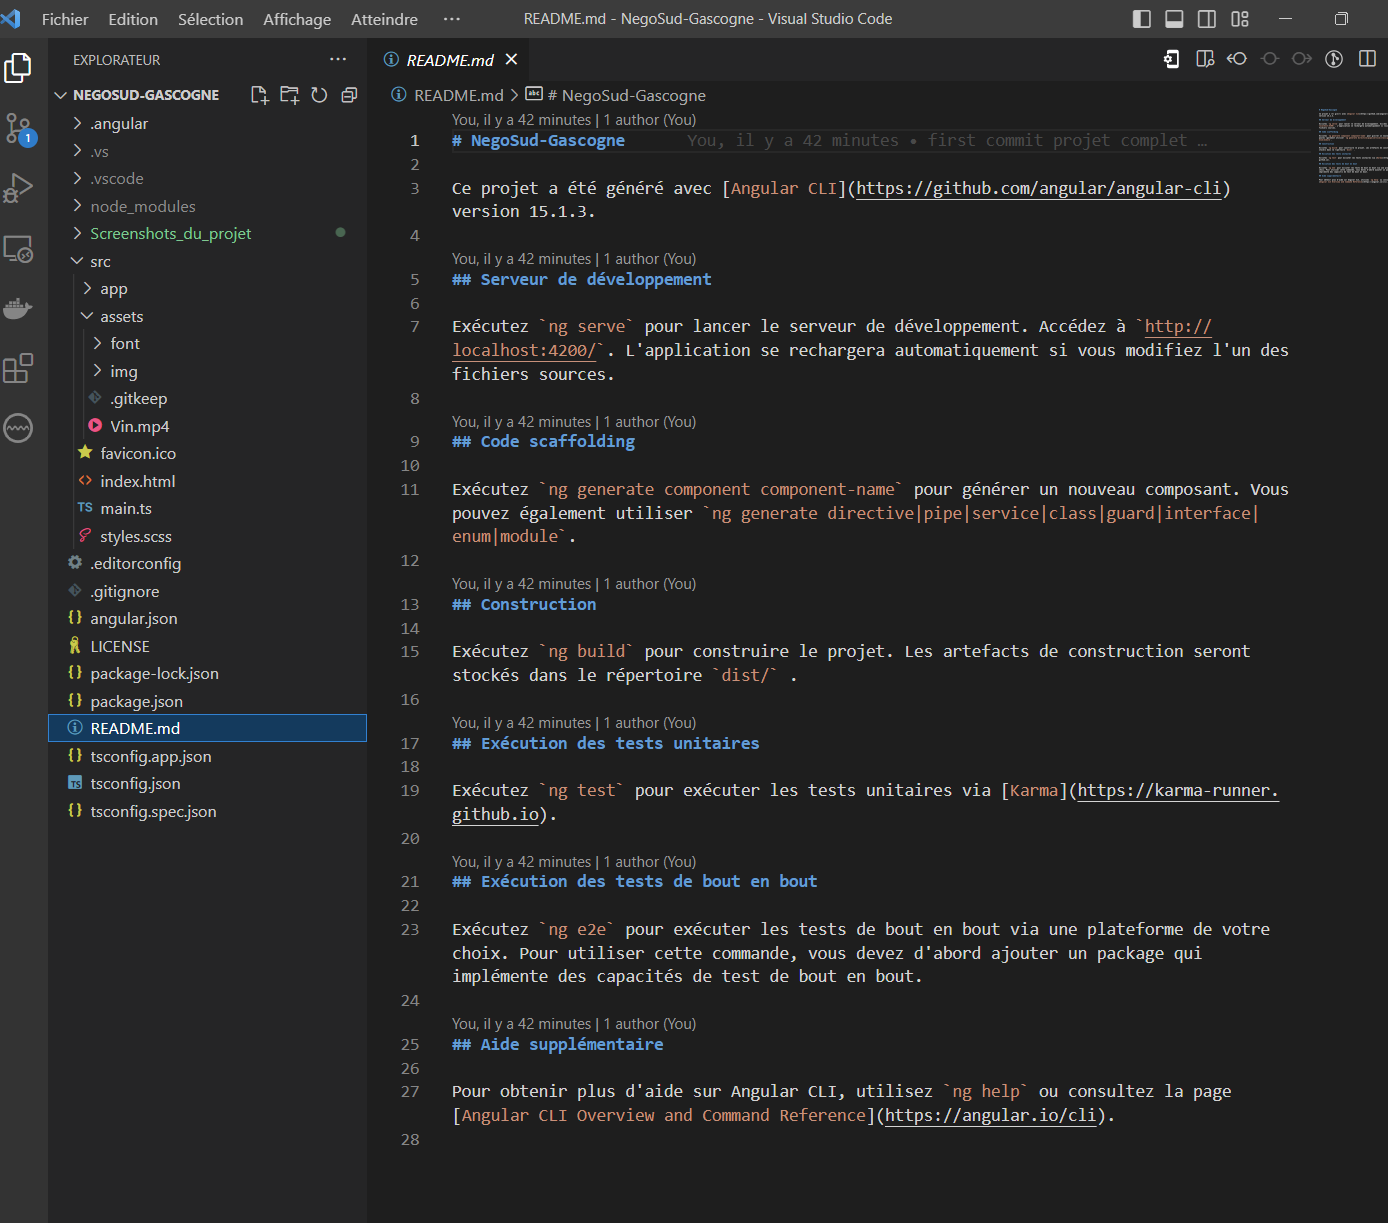 Fichier Edition Sélection Affichage Atteindre ··· README.md - NegoSud-Gascogne - Visual Studio Code
EXPLORATEUR ···
NEGOSUD-GASCOGNE
.angular
.vs
.vscode
node_modules
Screenshots_du_projet
src
app
assets
font
img
.gitkeep
Vin.mp4
favicon.ico
<> index.html
TS main.ts
styles.scss
.editorconfig
.gitignore
{} angular.json
LICENSE
{} package-lock.json
{} package.json
README.md
{} tsconfig.app.json
TS tsconfig.json
{} tsconfig.spec.json
1
README.md
README.md > abc # NegoSud-Gascogne
You, il y a 42 minutes | 1 author (You)
1 # NegoSud-Gascogne You, il y a 42 minutes • first commit projet complet …
2
3 Ce projet a été généré avec [Angular CLI](https://github.com/angular/angular-cli)
version 15.1.3.
4
You, il y a 42 minutes | 1 author (You)
5 ## Serveur de développement
6
7 Exécutez `ng serve` pour lancer le serveur de développement. Accédez à `http://
localhost:4200/`. L'application se rechargera automatiquement si vous modifiez l'un des
fichiers sources.
8
You, il y a 42 minutes | 1 author (You)
9 ## Code scaffolding
10
11 Exécutez `ng generate component component-name` pour générer un nouveau composant. Vous
pouvez également utiliser `ng generate directive|pipe|service|class|guard|interface|
enum|module`.
12
You, il y a 42 minutes | 1 author (You)
13 ## Construction
14
15 Exécutez `ng build` pour construire le projet. Les artefacts de construction seront
stockés dans le répertoire `dist/` .
16
You, il y a 42 minutes | 1 author (You)
17 ## Exécution des tests unitaires
18
19 Exécutez `ng test` pour exécuter les tests unitaires via [Karma](https://karma-runner.
github.io).
20
You, il y a 42 minutes | 1 author (You)
21 ## Exécution des tests de bout en bout
22
23 Exécutez `ng e2e` pour exécuter les tests de bout en bout via une plateforme de votre
choix. Pour utiliser cette commande, vous devez d'abord ajouter un package qui
implémente des capacités de test de bout en bout.
24
You, il y a 42 minutes | 1 author (You)
25 ## Aide supplémentaire
26
27 Pour obtenir plus d'aide sur Angular CLI, utilisez `ng help` ou consultez la page
[Angular CLI Overview and Command Reference](https://angular.io/cli).
28